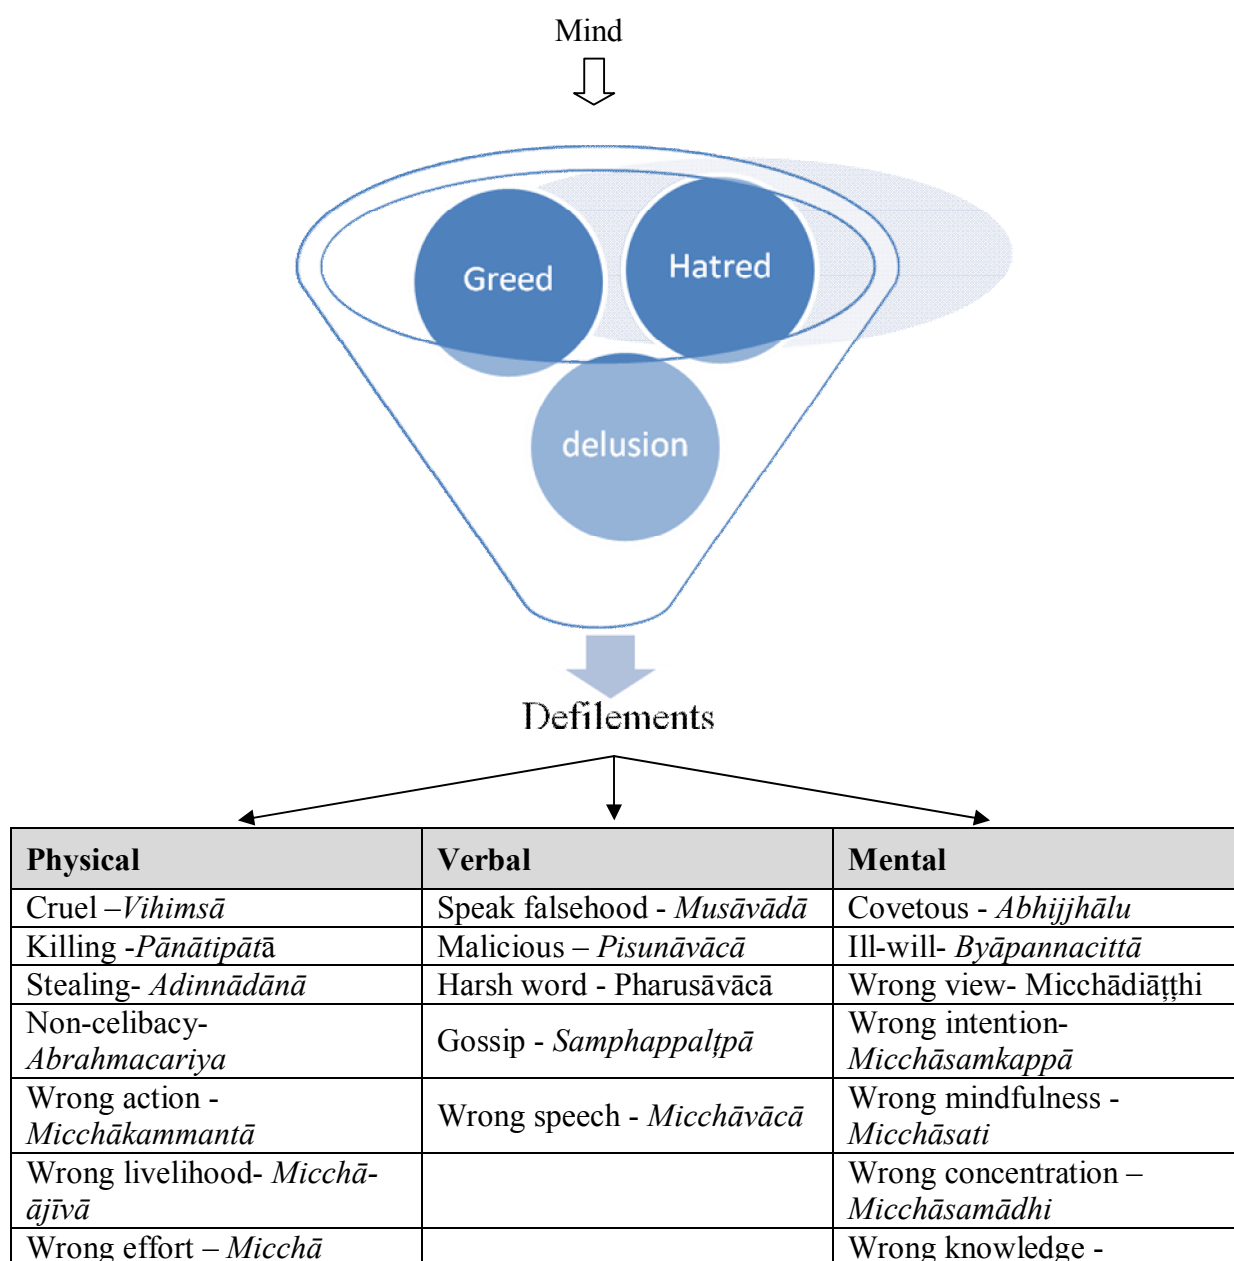 Mind
Greed
Hatred
delusion
Defilements
Physical
Verbal
Mental
Cruel –Vihimsā
Speak falsehood - Musāvādā
Covetous - Abhijjhālu
Killing -Pānātipātā
Malicious – Pisunāvācā
Ill-will- Byāpannacittā
Stealing- Adinnādānā
Harsh word - Pharusāvācā
Wrong view- Micchādiāṭṭhi
Non-celibacy-
Abrahmacariya
Gossip - Samphappalṭpā
Wrong intention-
Micchāsamkappā
Wrong action -
Micchākammantā
Wrong speech - Micchāvācā
Wrong mindfulness -
Micchāsati
Wrong livelihood- Micchā-
ājīvā
Wrong concentration –
Micchāsamādhi
Wrong effort – Micchā
Wrong knowledge -